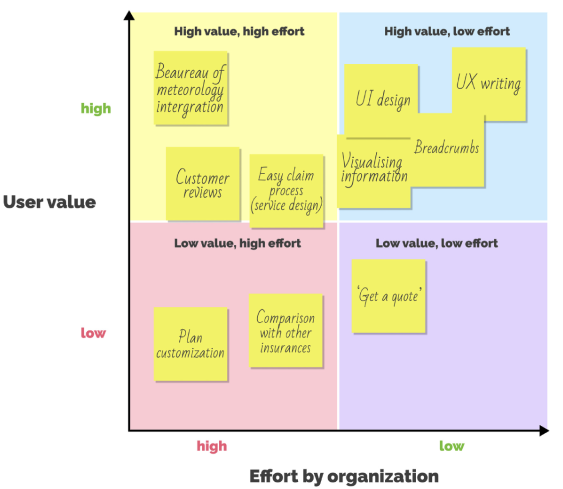 High value, high effort
High value, low effort
Beaureau of
meteorology
intergration
UI design
UX writing
high
Customer
reviews
Easy claim
process
(service design)
Visualising
information
Breadcrumbs
User value
Low value, high effort
Low value, low effort
'Get a quote'
Plan
customization
Comparison
with other
insurances
low
high
low
Effort by organization